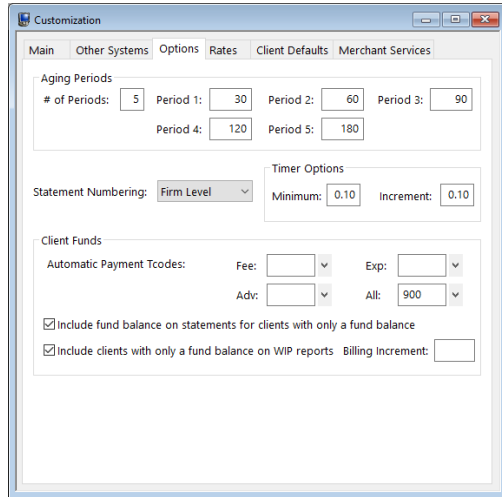 Customization
Main Other Systems Options Rates Client Defaults Merchant Services
Aging Periods
# of Periods: 5 Period 1: 30 Period 2: 60 Period 3: 90
Period 4: 120 Period 5: 180
Timer Options
Statement Numbering: Firm Level Minimum: 0.10 Increment: 0.10
Client Funds
Automatic Payment Tcodes: Fee: Exp:
Adv: All: 900
Include fund balance on statements for clients with only a fund balance
Include clients with only a fund balance on WIP reports Billing Increment: